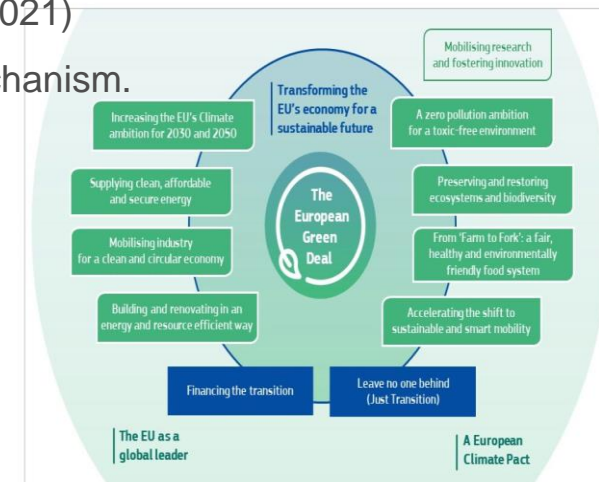 021)
chanism.
Mobilising research
and fostering innovation
Transforming the
EU's economy for a
sustainable future
Increasing the EU's Climate
ambition for 2030 and 2050
A zero pollution ambition
for a toxic-free environment
Supplying clean, affordable
and secure energy
Preserving and restoring
ecosystems and biodiversity
The
European
Green
Deal
Mobilising industry
for a clean and circular economy
From 'Farm to Fork': a fair,
healthy and environmentally
friendly food system
Building and renovating in an
energy and resource efficient way
Accelerating the shift to
sustainable and smart mobility
Financing the transition
Leave no one behind
(Just Transition)
The EU as a
global leader
A European
Climate Pact